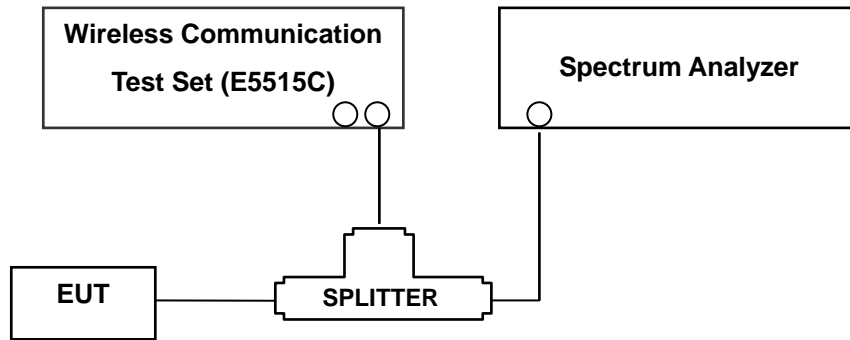 Wireless Communication
Test Set (E5515C)
Spectrum Analyzer
EUT
SPLITTER